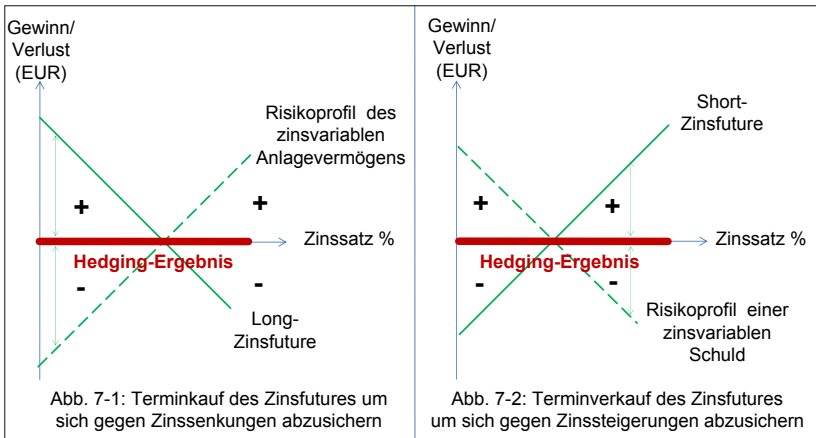 Gewinn/
Verlust
(EUR)
Risikoprofil des
zinsvariablen
Anlagevermögens
+
+
Zinssatz %
Hedging-Ergebnis
-
-
Long-
Zinsfuture
Abb. 7-1: Terminkauf des Zinsfutures um
sich gegen Zinssenkungen abzusichern
Gewinn/
Verlust
(EUR)
Short-
Zinsfuture
+
+
Zinssatz %
Hedging-Ergebnis
-
-
Risikoprofil einer
zinsvariablen
Schuld
Abb. 7-2: Terminverkauf des Zinsfutures
um sich gegen Zinssteigerungen abzusichern